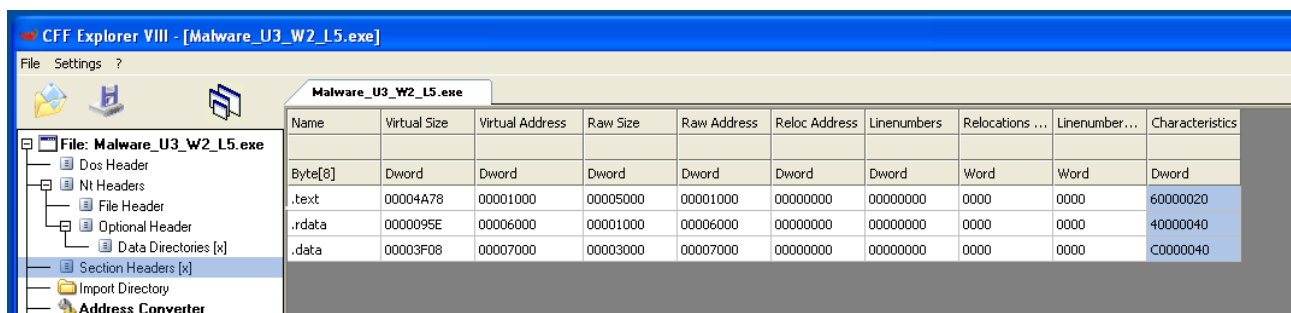 CFF Explorer VIII - [Malware_U3_W2_L5.exe]
File Settings ?
Malware_U3_W2_L5.exe
File: Malware_U3_W2_L5.exe
Dos Header
Nt Headers
File Header
Optional Header
Data Directories [x]
Section Headers [x]
Import Directory
Address Converter
Name Virtual Size Virtual Address Raw Size Raw Address Reloc Address Linenumbers Relocations ... Linenumber... Characteristics
Byte[8] Dword Dword Dword Dword Dword Dword Word Word Dword
.text 00004A78 00001000 00005000 00001000 00000000 00000000 0000 0000 60000020
.rdata 0000095E 00006000 00001000 00006000 00000000 00000000 0000 0000 40000040
.data 00003F08 00007000 00003000 00007000 00000000 00000000 0000 0000 C0000040